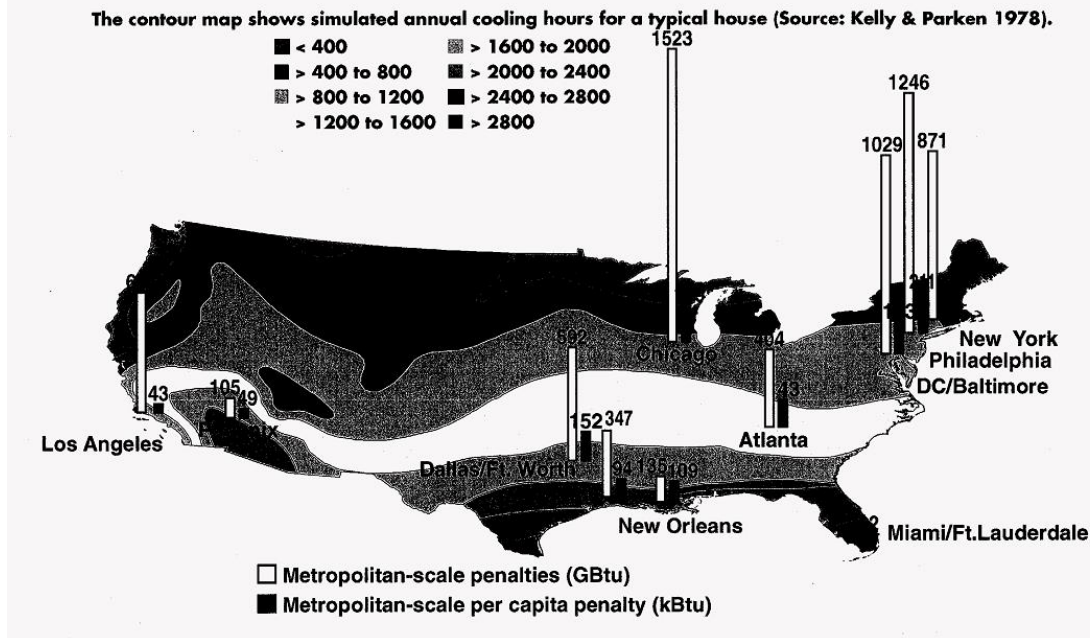 The contour map shows simulated annual cooling hours for a typical house (Source: Kelly & Parken 1978).
< 400
> 400 to 800
> 800 to 1200
> 1200 to 1600
> 1600 to 2000
> 2000 to 2400
> 2400 to 2800
> 2800
1523
1246
1029
871
592
Chicago
New York
Philadelphia
DC/Baltimore
43
105
49
Los Angeles
152
347
Atlanta
Dallas/Ft. Worth
94
135
109
New Orleans
Miami/Ft.Lauderdale
Metropolitan-scale penalties (GBtu)
Metropolitan-scale per capita penalty (kBtu)